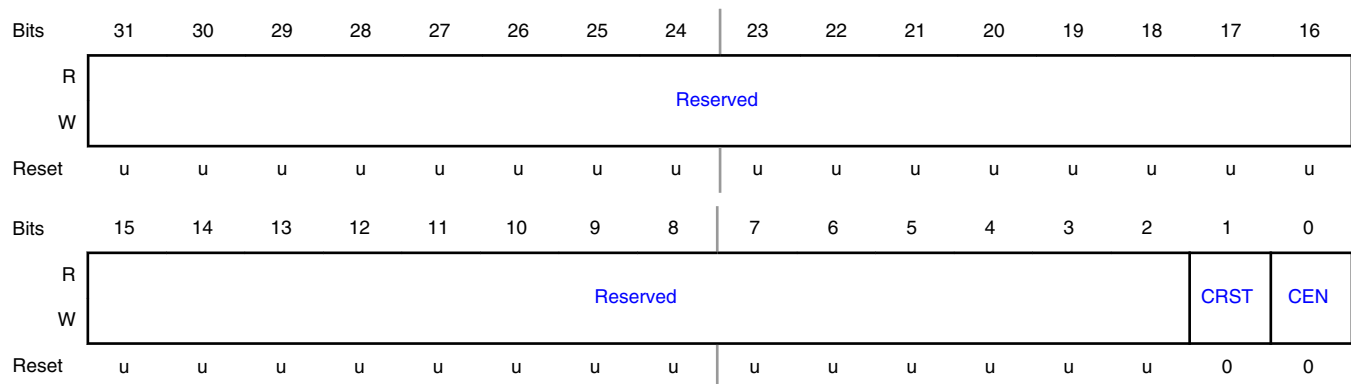 Bits 31 30 29 28 27 26 25 24 23 22 21 20 19 18 17 16
R
Reserved
W
Reset u u u u u u u u u u u u u u u u
Bits 15 14 13 12 11 10 9 8 7 6 5 4 3 2 1 0
R
Reserved CRST CEN
W
Reset u u u u u u u u u u u u u u 0 0